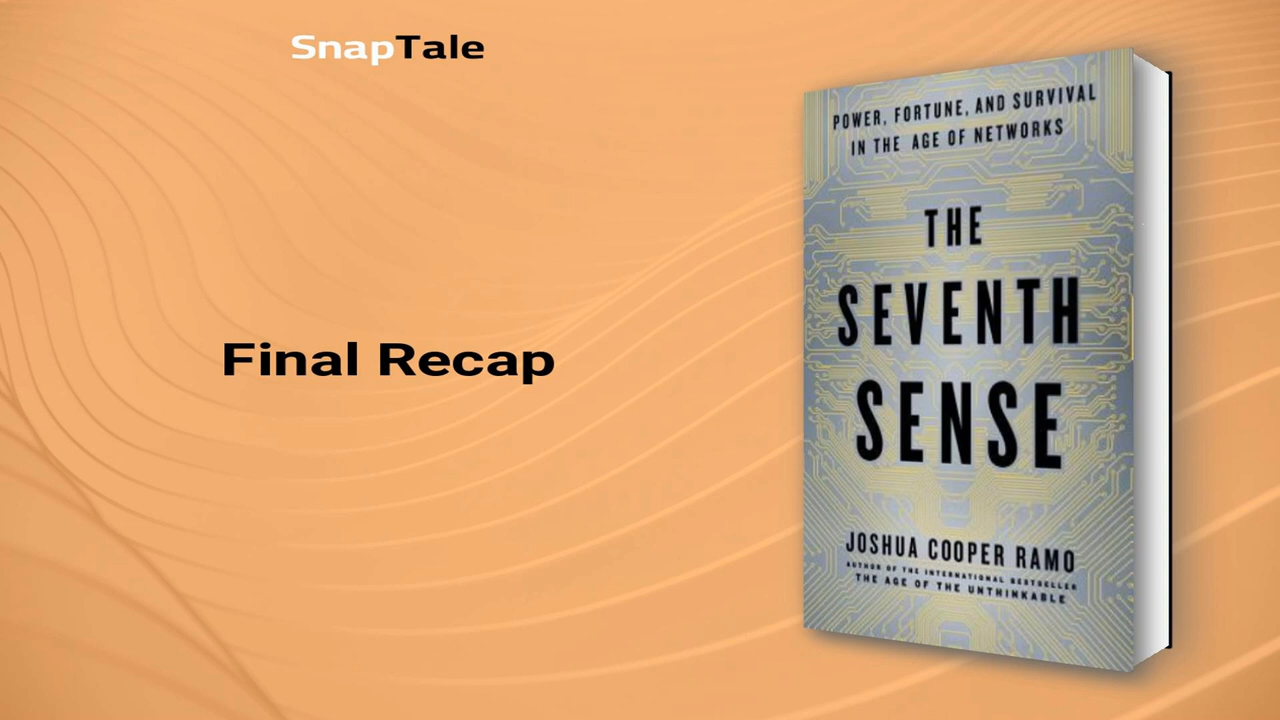 SnapTale
Final Recap
POWER, FORTUNE, AND SURVIVAL
IN THE AGE OF NETWORKS
THE
SEVENTH
SENSE
JOSHUA COOPER RAMO
AUTHOR OF THE INTERNATIONAL BESTSELLER
THE AGE OF THE UNTHINKABLE